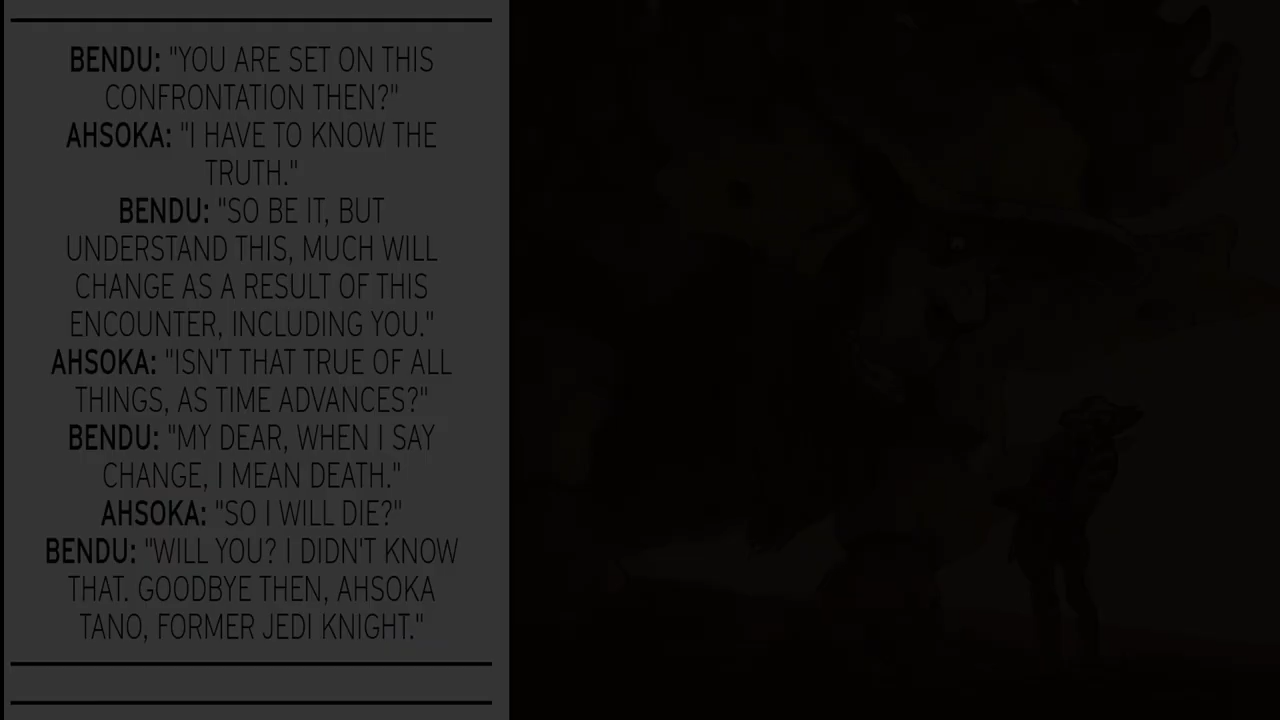 BENDU: "YOU ARE SET ON THIS
CONFRONTATION THEN?"
AHSOKA: "I HAVE TO KNOW THE
TRUTH."
BENDU: "SO BE IT, BUT
UNDERSTAND THIS, MUCH WILL
CHANGE AS A RESULT OF THIS
ENCOUNTER, INCLUDING YOU."
AHSOKA: "ISN'T THAT TRUE OF ALL
THINGS, AS TIME ADVANCES?"
BENDU: "MY DEAR, WHEN I SAY
CHANGE, I MEAN DEATH."
AHSOKA: "SO I WILL DIE?"
BENDU: "WILL YOU? I DIDN'T KNOW
THAT. GOODBYE THEN, AHSOKA
TANO, FORMER JEDI KNIGHT."